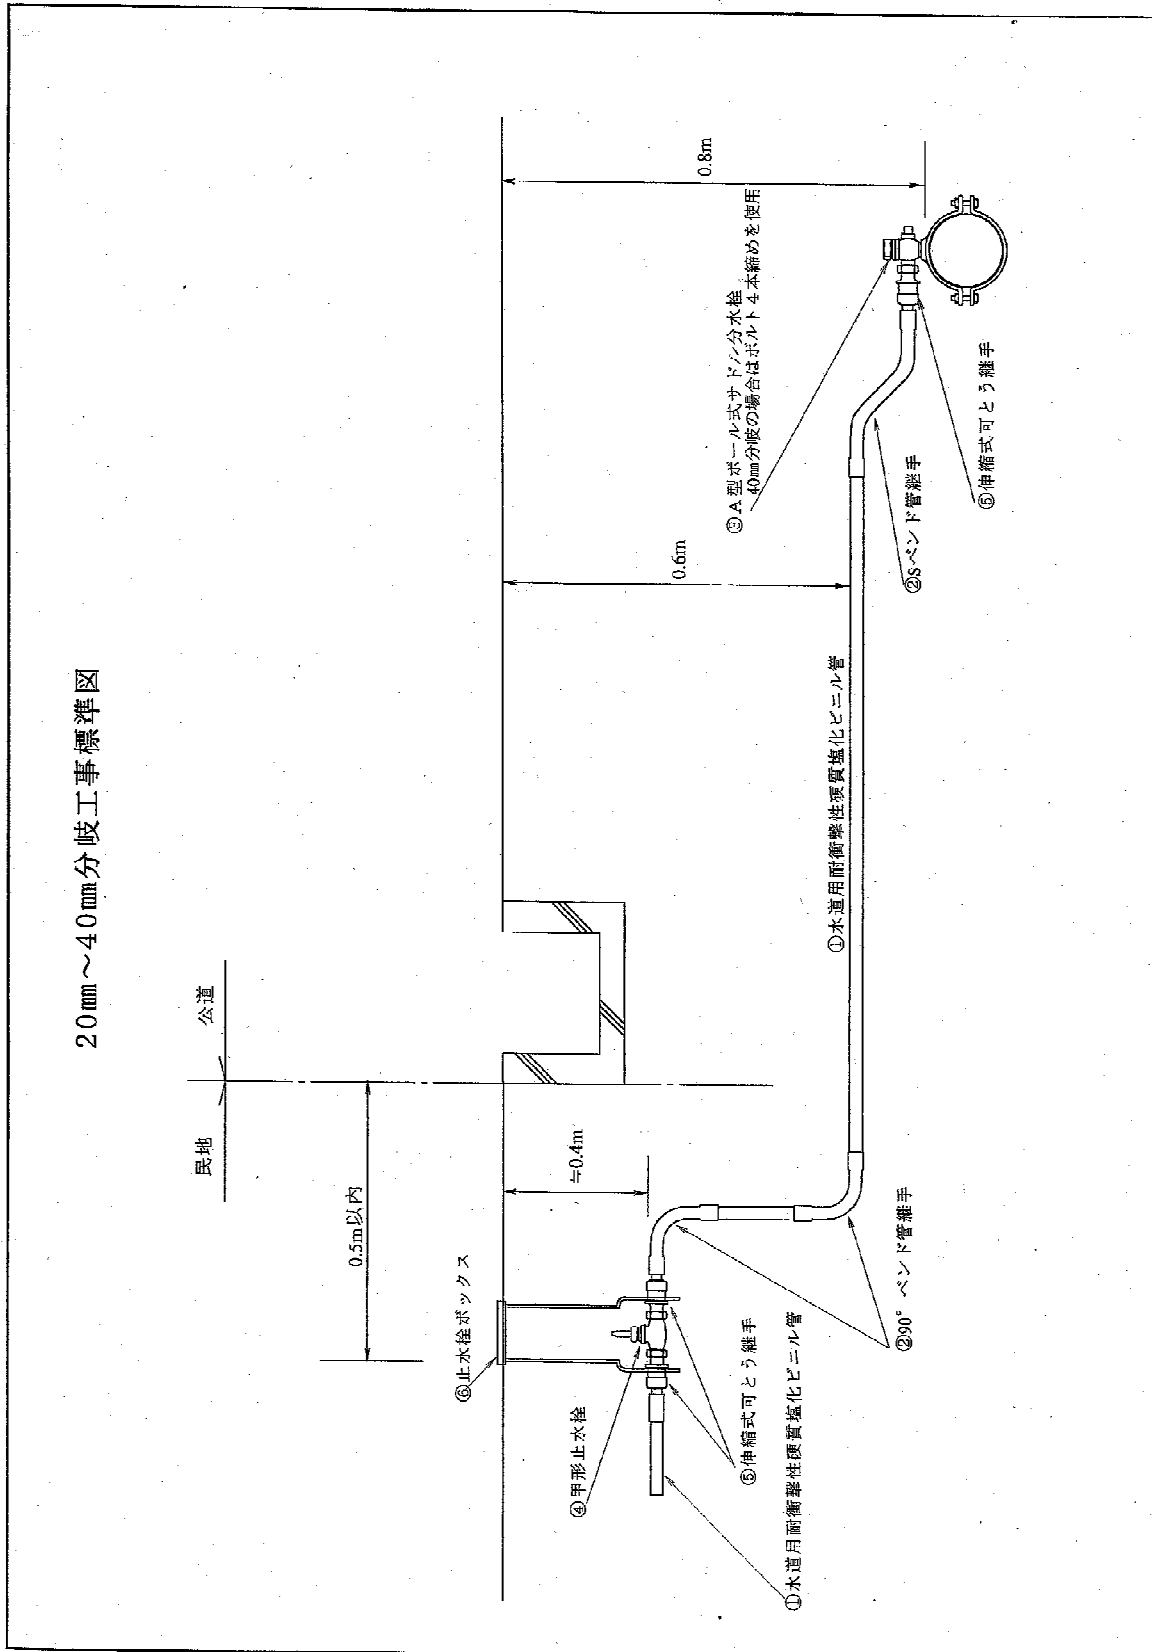 20mm~40mm分岐工事標準図
民地
公道
0.5m以内
≒0.4m
0.6m
0.8m
⑥止水栓ボックス
④甲形止水栓
⑤伸縮式可とう継手
①水道用耐衝撃性硬質塩化ビニル管
②90°ベンド管継手
①水道用耐衝撃性硬質塩化ビニル管
③A型ボール式サドル分水栓
40mm分岐の場合はボルト4本締めを使用
②Sベンド管継手
⑤伸縮式可とう継手